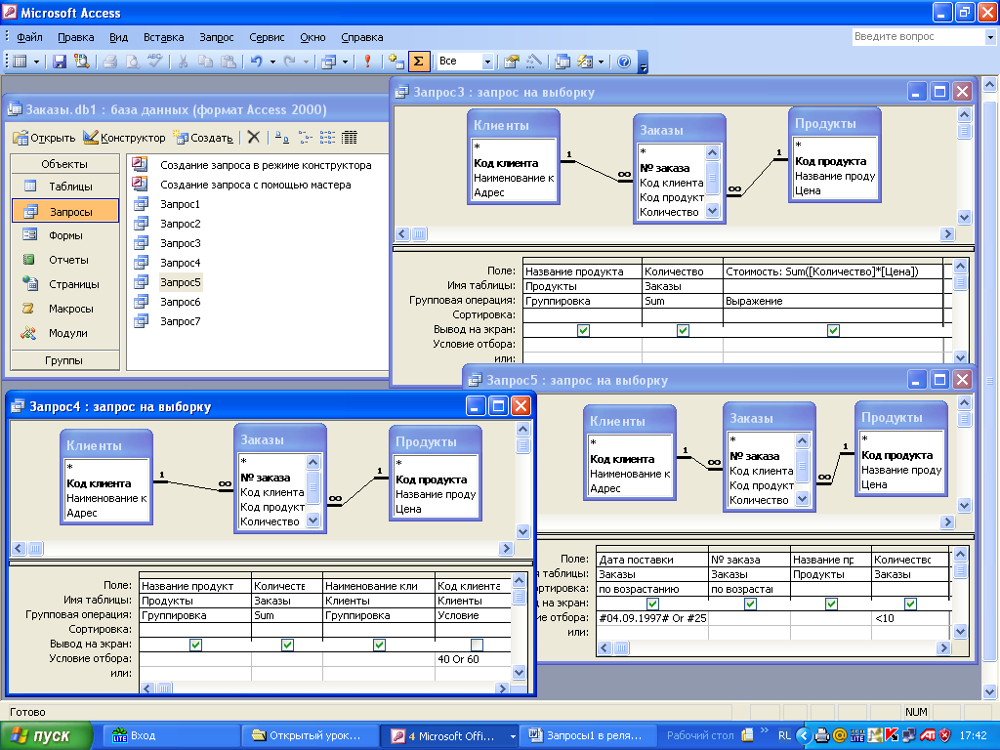 Microsoft Access
Файл Правка Вид Вставка Запрос Сервис Окно Справка
Введите вопрос
Все
Заказы.db1 : база данных (формат Access 2000)
Открыть Конструктор Создать
Объекты
Таблицы
Запросы
Формы
Отчеты
Страницы
Макросы
Модули
Группы
Создание запроса в режиме конструктора
Создание запроса с помощью мастера
Запрос1
Запрос2
Запрос3
Запрос4
Запрос5
Запрос6
Запрос7
Запрос3 : запрос на выборку
Клиенты
*
Код клиента
Наименование к
Адрес
1
∞
Заказы
*
№ заказа
Код клиента
Код продукт
Количество
∞
1
Продукты
*
Код продукта
Название проду
Цена
Поле: Название продукта Количество Стоимость: Sum([Количество]*[Цена])
Имя таблицы: Продукты Заказы
Групповая операция: Группировка Sum Выражение
Сортировка:
Вывод на экран:
Условие отбора:
или:
Запрос5 : запрос на выборку
Клиенты
*
Код клиента
Наименование к
Адрес
1
∞
Заказы
*
№ заказа
Код клиента
Код продукт
Количество
∞
1
Продукты
*
Код продукта
Название проду
Цена
Поле: Дата поставки № заказа Название пр Количество
я таблицы: Заказы Заказы Продукты Заказы
ортировка: по возрастанию по возраста
д на экран:
ие отбора: #04.09.1997# Or #25 <10
или:
Запрос4 : запрос на выборку
Клиенты
*
Код клиента
Наименование к
Адрес
1
∞
Заказы
*
№ заказа
Код клиента
Код продукт
Количество
∞
1
Продукты
*
Код продукта
Название проду
Цена
Поле: Название продукт Количеств Наименование кли Код клиента
Имя таблицы: Продукты Заказы Клиенты Клиенты
Групповая операция: Группировка Sum Группировка Условие
Сортировка:
Вывод на экран:
Условие отбора: 40 Or 60
или:
Готово NUM
пуск Вход Открытый урок... 4 Microsoft Offi... Запросы1 в реля... Рабочий стол » RL 17:42